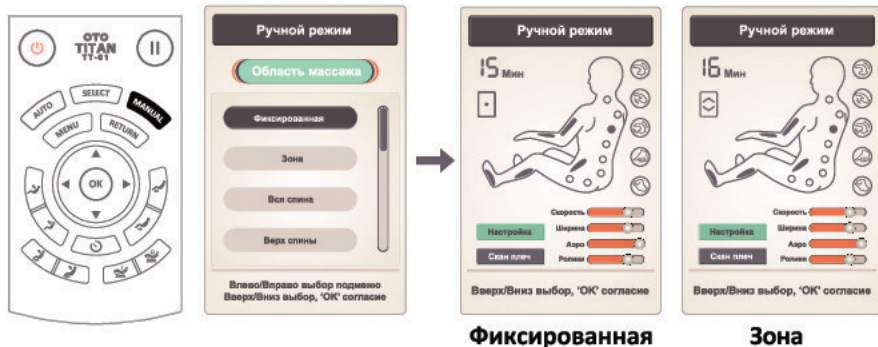 OTO
TITAN
TT-01
AUTO
SELECT
MANUAL
MENU
RETURN
OK
Ручной режим
Область массажа
Фиксированная
Зона
Вся спина
Верх спины
Влево/Вправо выбор подменю
Вверх/Вниз выбор, ‘OK’ согласие
Ручной режим
15 Мин
Скорость
Настройка
Ширина
Аэро
Скан плеч
Ролики
Вверх/Вниз выбор, ‘OK’ согласие
Фиксированная
Ручной режим
16 Мин
Скорость
Настройка
Ширина
Аэро
Скан плеч
Ролики
Вверх/Вниз выбор, ‘OK’ согласие
Зона